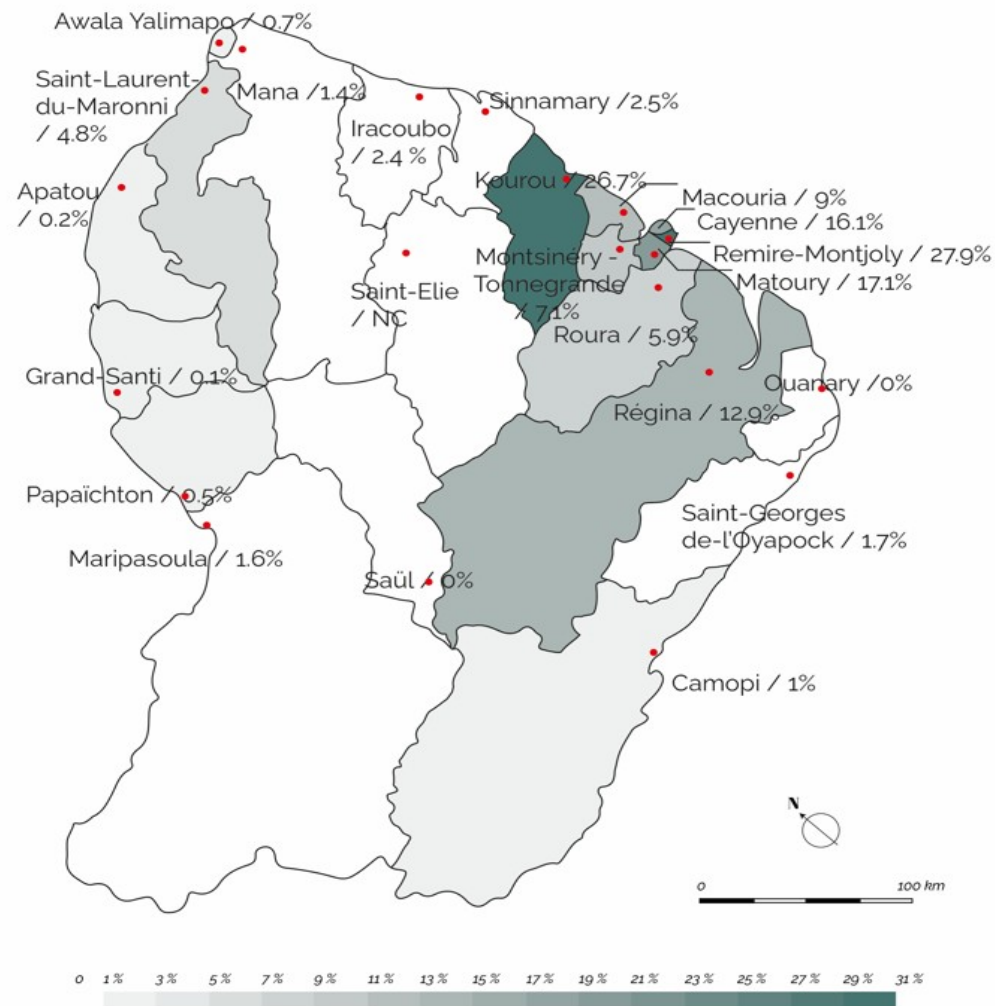 Awala Yalimapo / 0.7%
Saint-Laurent-
du-Maronni
/ 4.8%
Mana /1.4%
Iracoubo
/ 2.4 %
Sinnamary /2.5%
Apatou
/ 0.2%
Kourou / 26.7%
Macouria / 9%
Cayenne / 16.1%
Remire-Montjoly / 27.9%
Matoury / 17.1%
Montsinéry -
Tonnegrande
/ 7.1%
Saint-Elie
/ NC
Roura / 5.9%
Grand-Santi / 0.1%
Ouanary /0%
Régina / 12.9%
Papaïchton / 0.5%
Saint-Georges
de-l'Oyapock / 1.7%
Maripasoula / 1.6%
Saül / 0%
Camopi / 1%
N
0 100 km
0 1% 3% 5% 7% 9% 11% 13% 15% 17% 19% 21% 23% 25% 27% 29% 31%